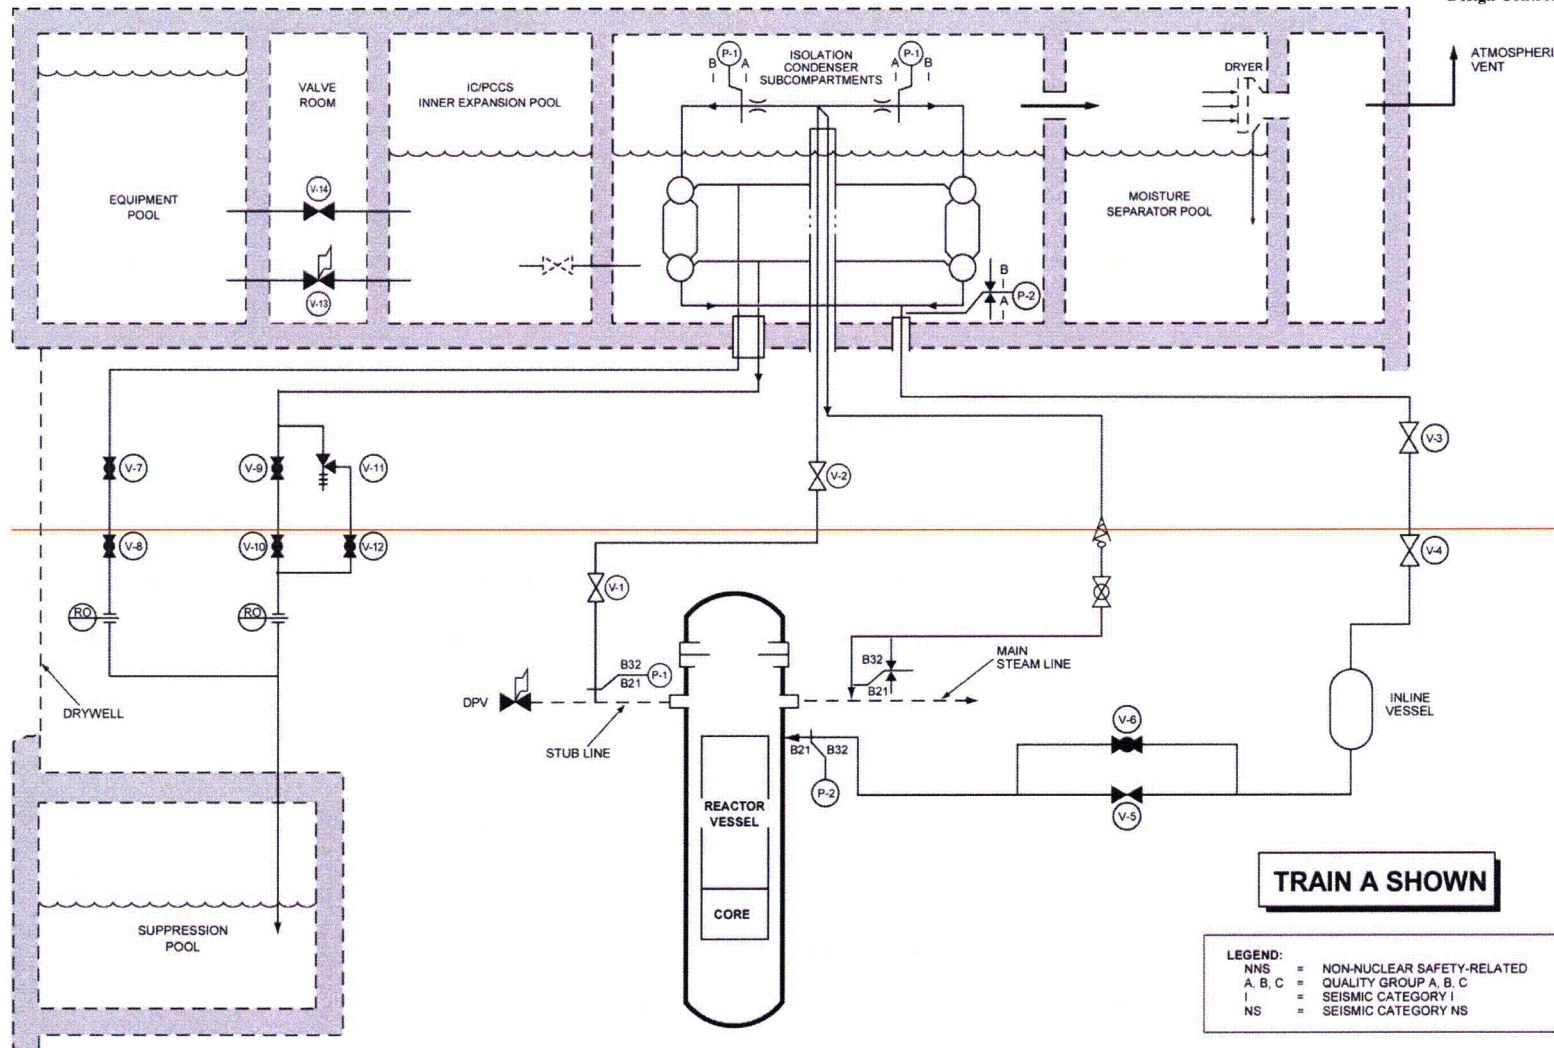 ATMOSPHERI
VENT
P-1
B
A
I
I
ISOLATION
CONDENSER
SUBCOMPARTMENTS
P-1
A
B
I
I
DRYER
VALVE
ROOM
IC/PCCS
INNER EXPANSION POOL
EQUIPMENT
POOL
V-14
V-13
MOISTURE
SEPARATOR POOL
B
I
A
I
P-2
V-7
V-9
V-11
V-2
V-3
V-8
V-10
V-12
V-4
V-1
RO
RO
B32
B21
P-1
B32
B21
MAIN
STEAM LINE
DPV
DRYWELL
STUB LINE
INLINE
VESSEL
B21
B32
V-6
P-2
V-5
REACTOR
VESSEL
CORE
TRAIN A SHOWN
SUPPRESSION
POOL
LEGEND:
NNS = NON-NUCLEAR SAFETY-RELATED
A, B, C = QUALITY GROUP A, B, C
I = SEISMIC CATEGORY I
NS = SEISMIC CATEGORY NS